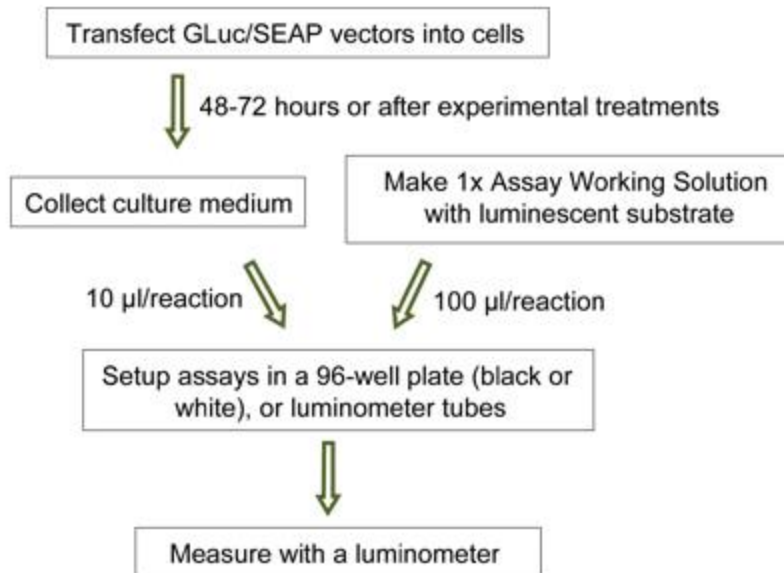 Transfect GLuc/SEAP vectors into cells
48-72 hours or after experimental treatments
Collect culture medium
Make 1x Assay Working Solution
with luminescent substrate
10 µl/reaction
100 µl/reaction
Setup assays in a 96-well plate (black or
white), or luminometer tubes
Measure with a luminometer